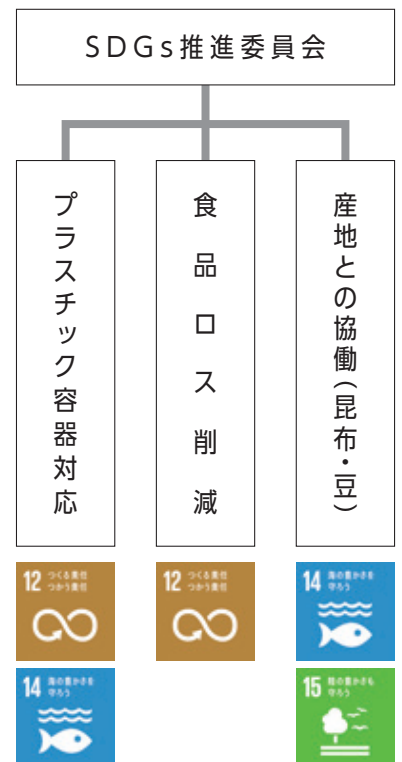 SDGs推進委員会
プラスチック容器対応
食品ロス削減
産地との協働(昆布・豆)
12 つくる責任
つかう責任
12 つくる責任
つかう責任
14 海の豊かさを
守ろう
14 海の豊かさを
守ろう
15 陸の豊かさも
守ろう